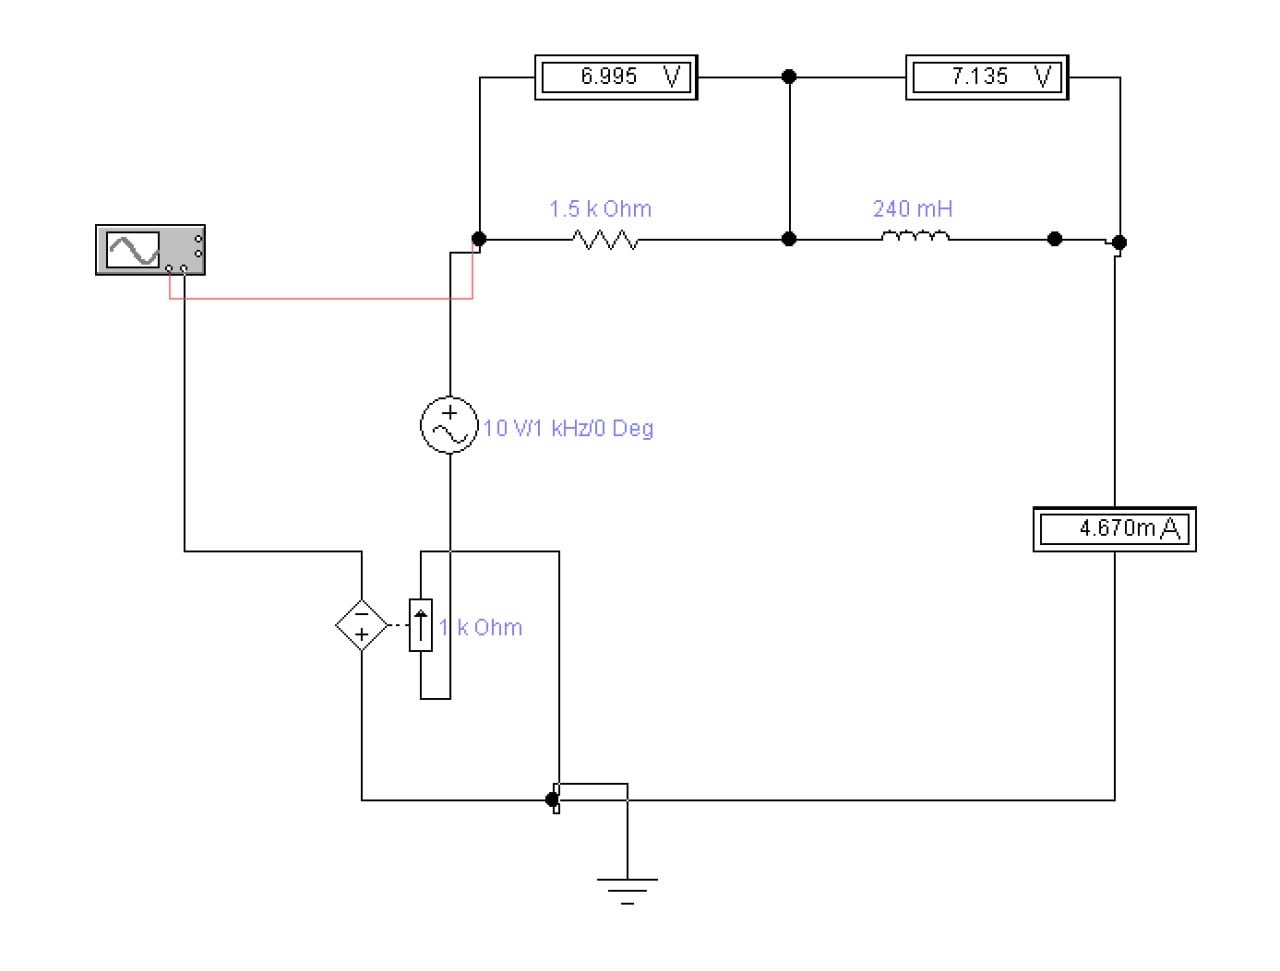 6.995 V
7.135 V
1.5 k Ohm
240 mH
10 V/1 kHz/0 Deg
4.670m A
1 k Ohm